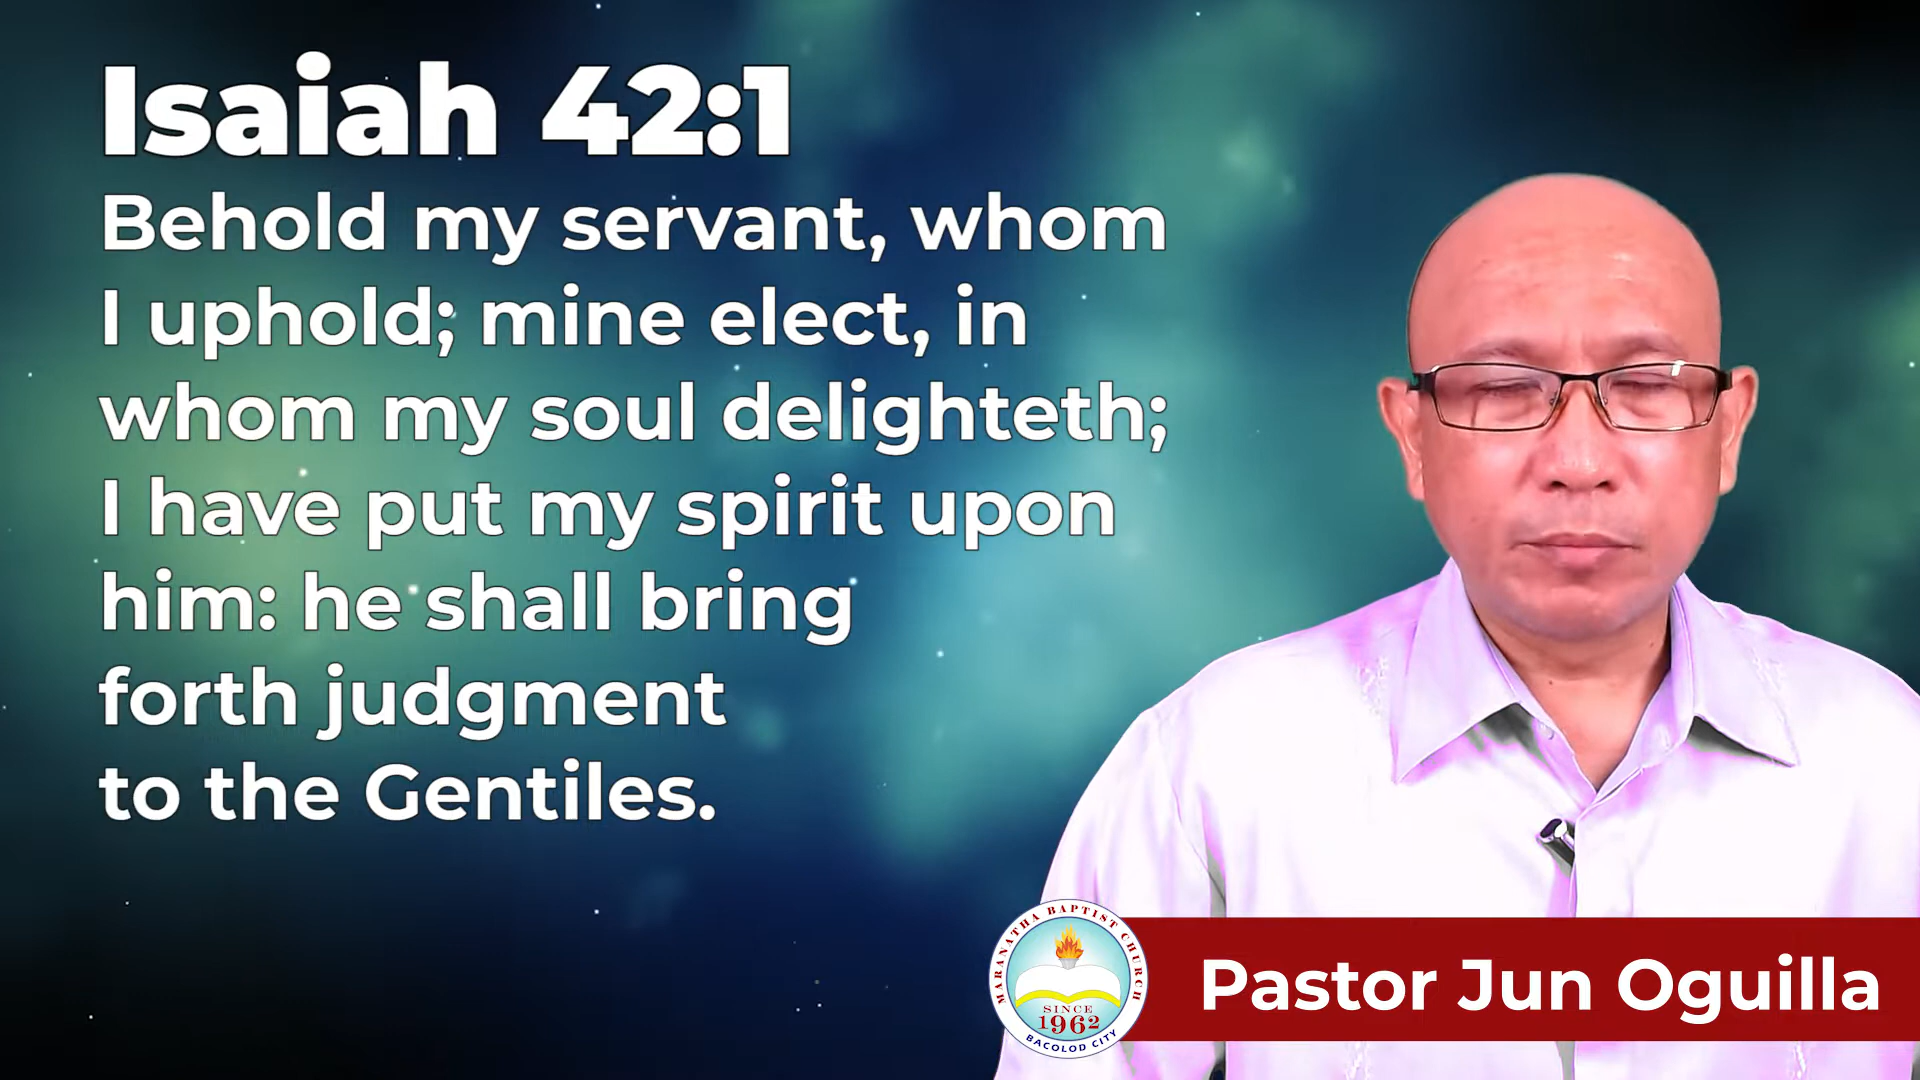 Isaiah 42:1
Behold my servant, whom
I uphold; mine elect, in
whom my soul delighteth;
I have put my spirit upon
him: he shall bring
forth judgment
to the Gentiles.
MARANATHA BAPTIST CHURCH
SINCE
1962
BACOLOD CITY
Pastor Jun Oguilla